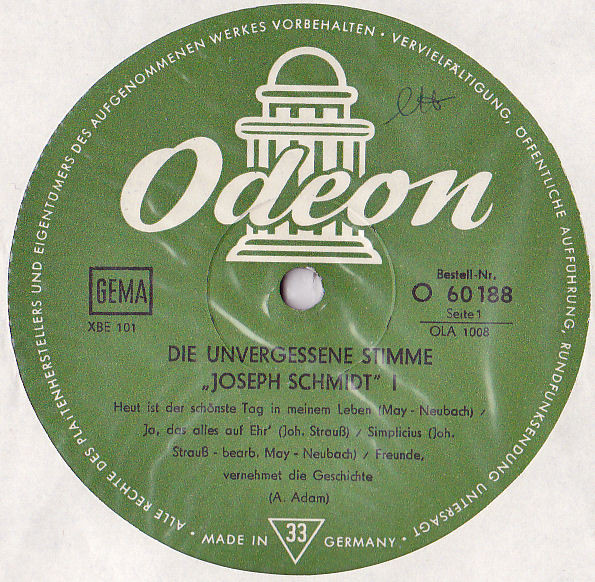 ALLE RECHTE DES PLATTENHERSTELLERS UND EIGENTÜMERS DES AUFGENOMMENEN WERKES VORBEHALTEN · VERVIELFÄLTIGUNG, ÖFFENTLICHE AUFFÜHRUNG, RUNDFUNKSENDUNG UNTERSAGT ·
Odeon
GEMA
XBE 101
Bestell-Nr.
O 60188
Seite 1
OLA 1008
DIE UNVERGESSENE STIMME
„JOSEPH SCHMIDT" I
Heut ist der schönste Tag in meinem Leben (May - Neubach) /
Ja, das alles auf Ehr' (Joh. Strauß) / Simplicius (Joh.
Strauß - bearb. May - Neubach) / Freunde,
vernehmet die Geschichte
(A. Adam)
MADE IN 33 GERMANY